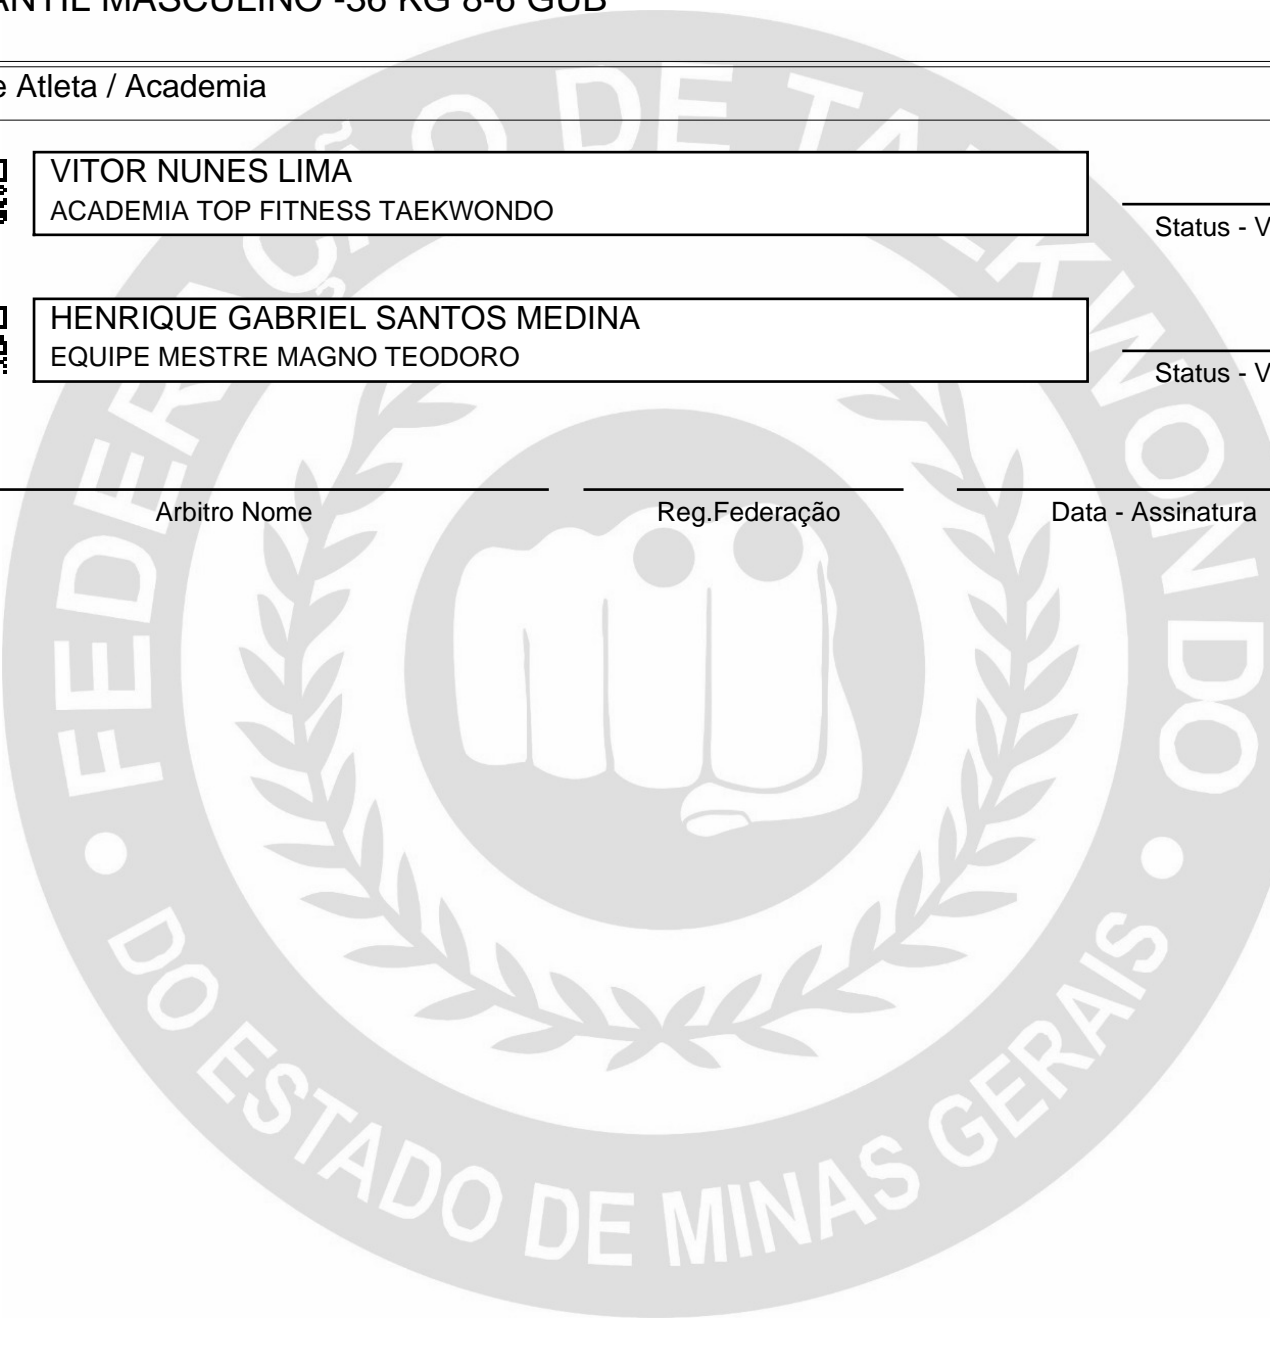 ANTIL MASCULINO -36 KG 8-6 GUB
e Atleta / Academia
VITOR NUNES LIMA
ACADEMIA TOP FITNESS TAEKWONDO
Status - V
HENRIQUE GABRIEL SANTOS MEDINA
EQUIPE MESTRE MAGNO TEODORO
Status - V
Arbitro Nome
Reg.Federação
Data - Assinatura
FEDERAÇÃO DE TAEKWONDO
DO ESTADO DE MINAS GERAIS